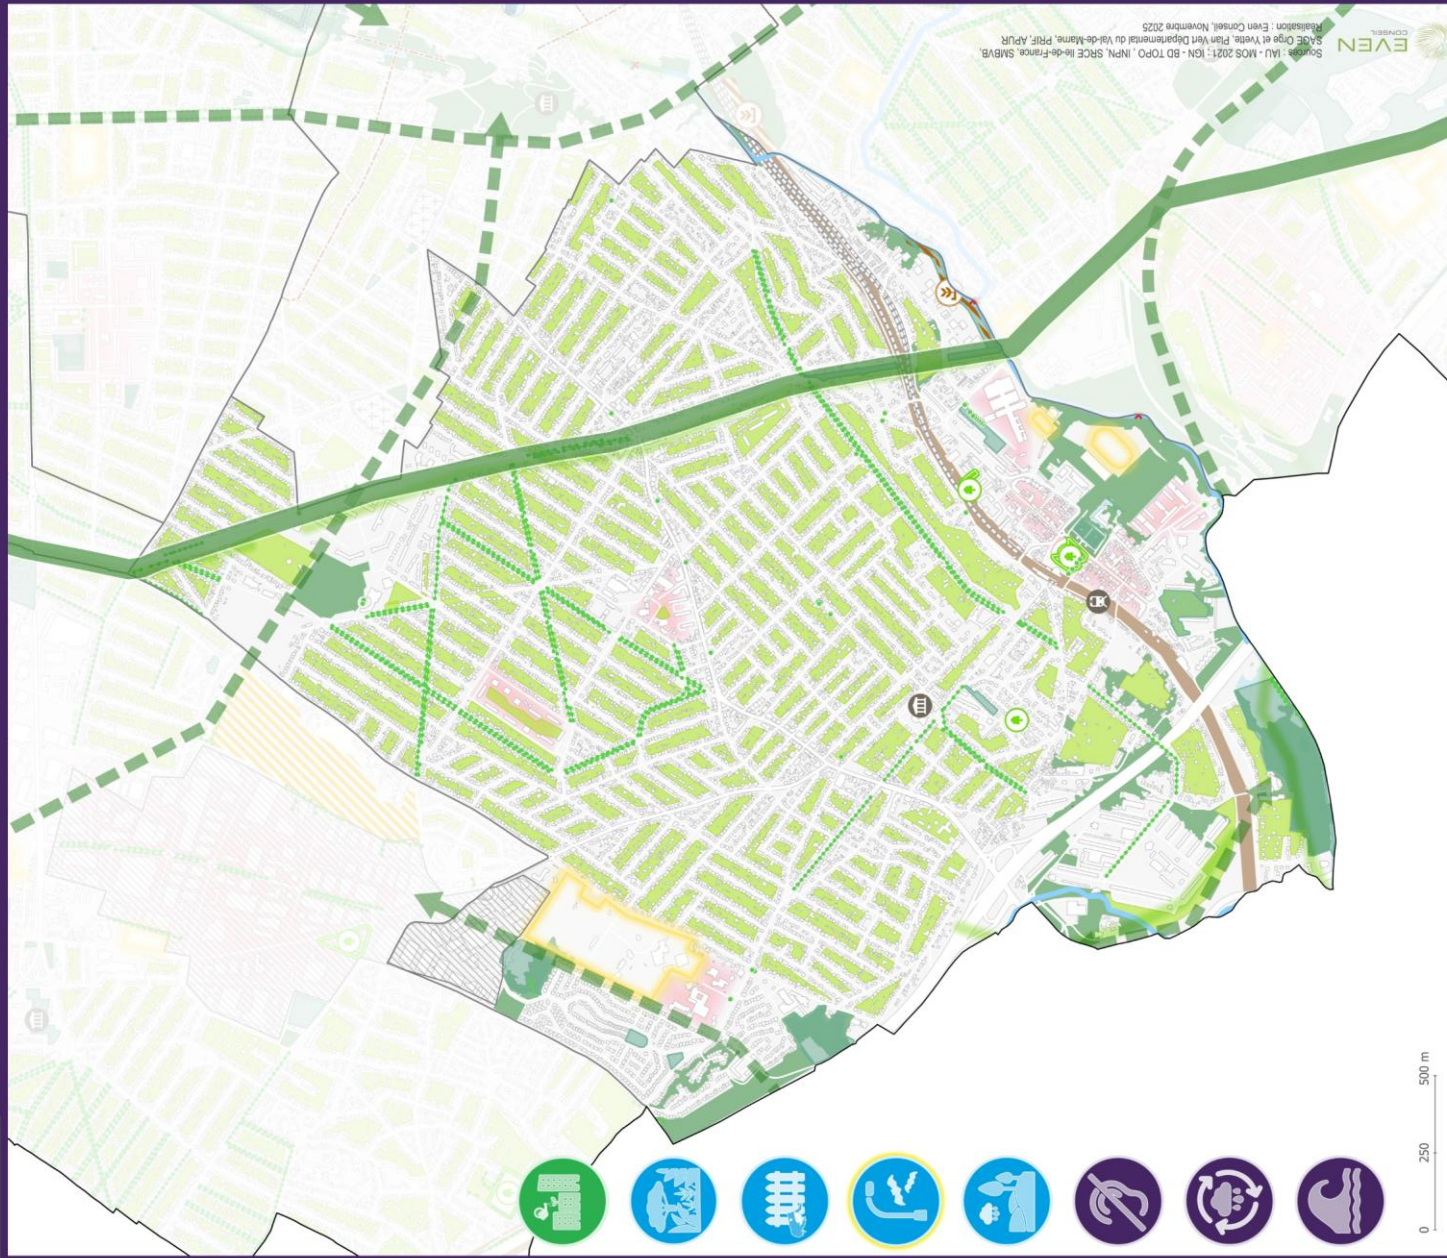 EVEN
CONSEIL
Sources : IAU - MOS 2021 ; IGN - BD TOPO , INPN, SRCE Ile-de-France, SMBVB,
SAGE Orge et Yvette, Plan Vert Départemental du Val-de-Marne, PRIF, APUR
Réalisation : Even Conseil, Novembre 2025
0 250 500 m